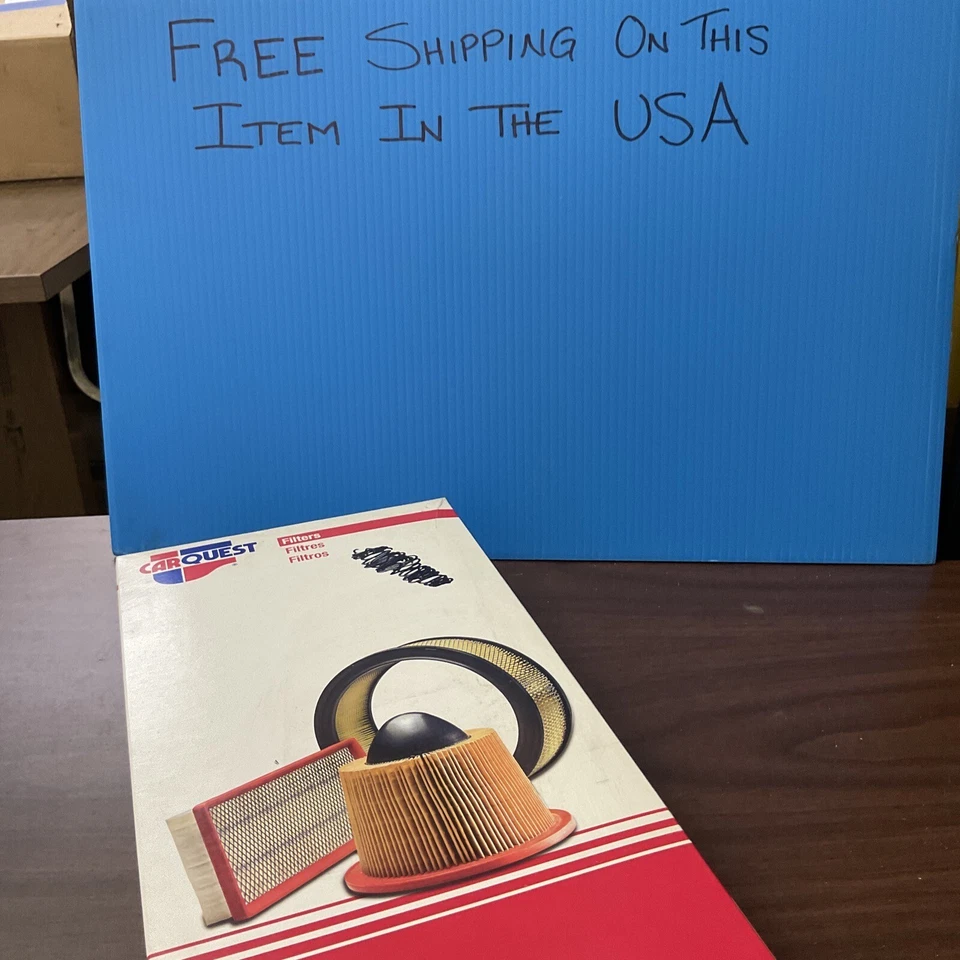 FREE SHIPPING ON THIS
ITEM IN THE USA
CARQUEST
Filters
Filtres
Filtros